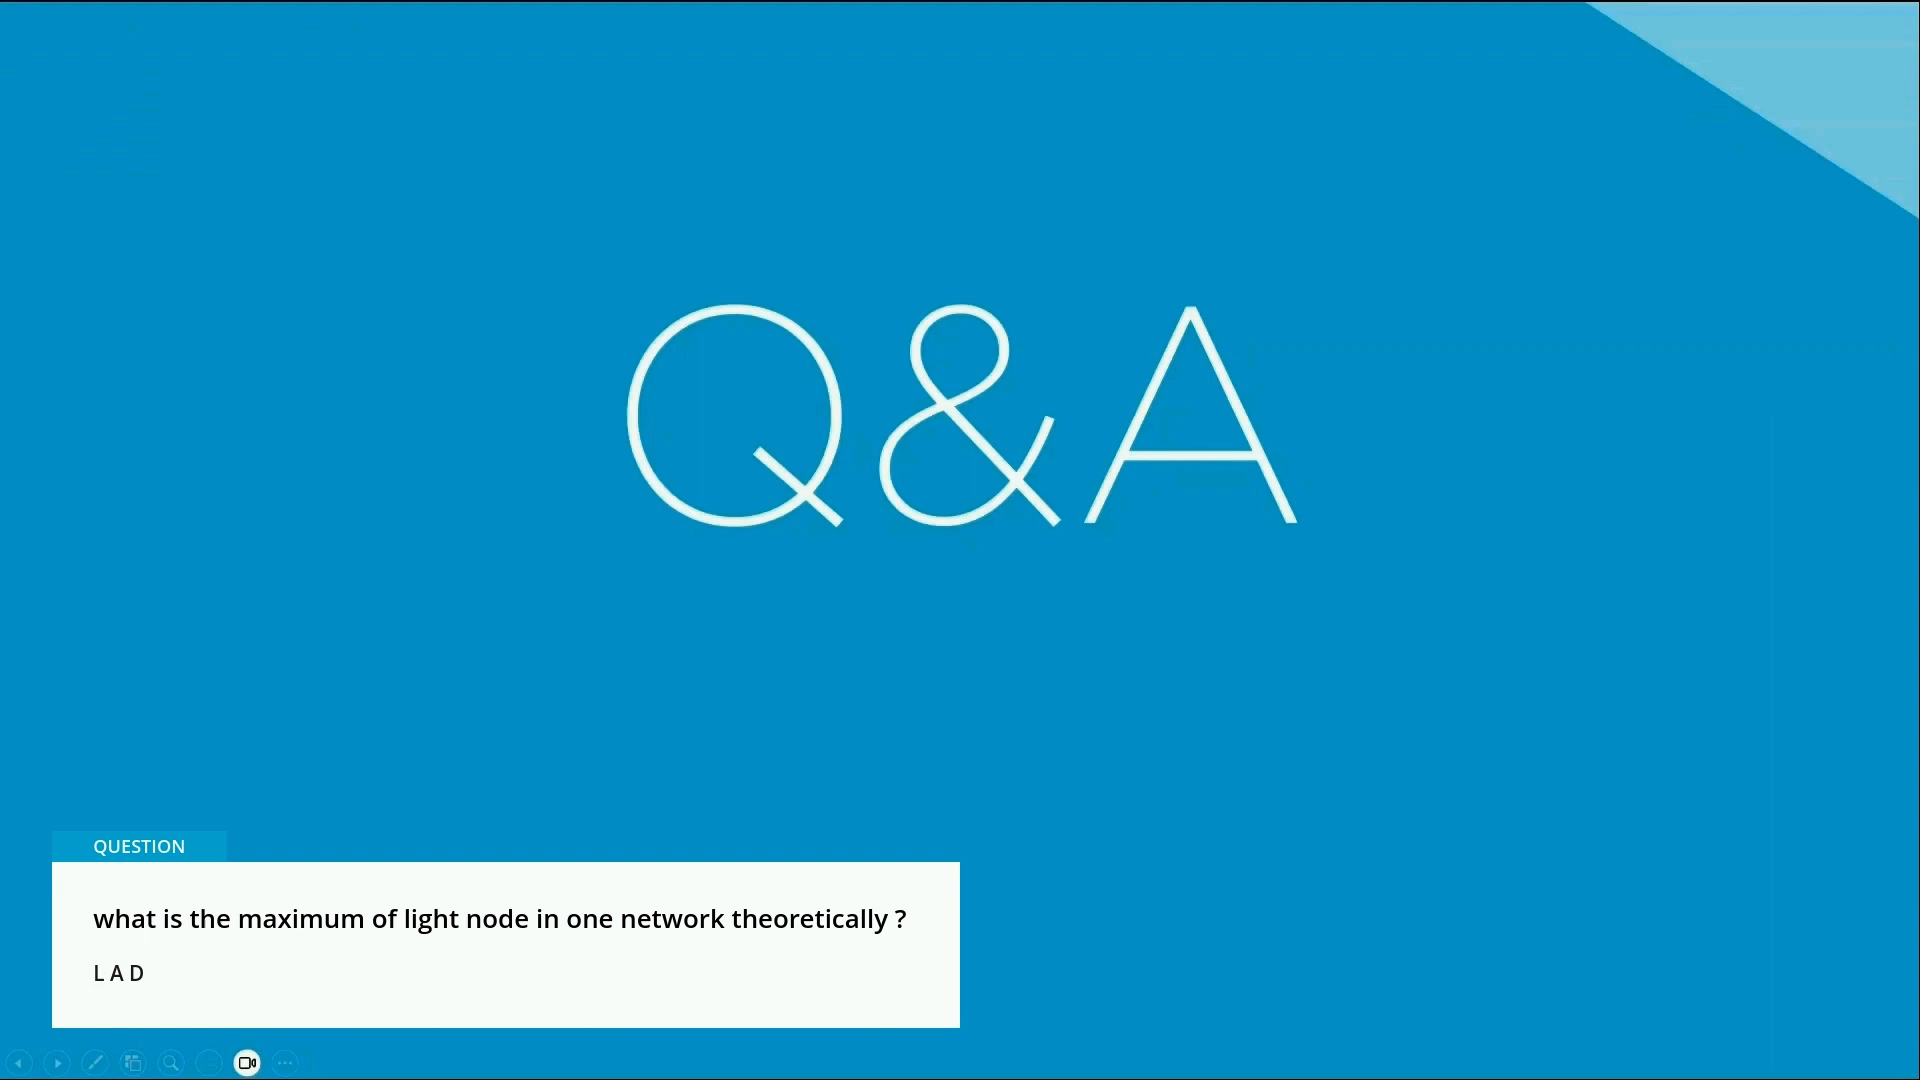 Q&A
QUESTION
what is the maximum of light node in one network theoretically ?
L A D